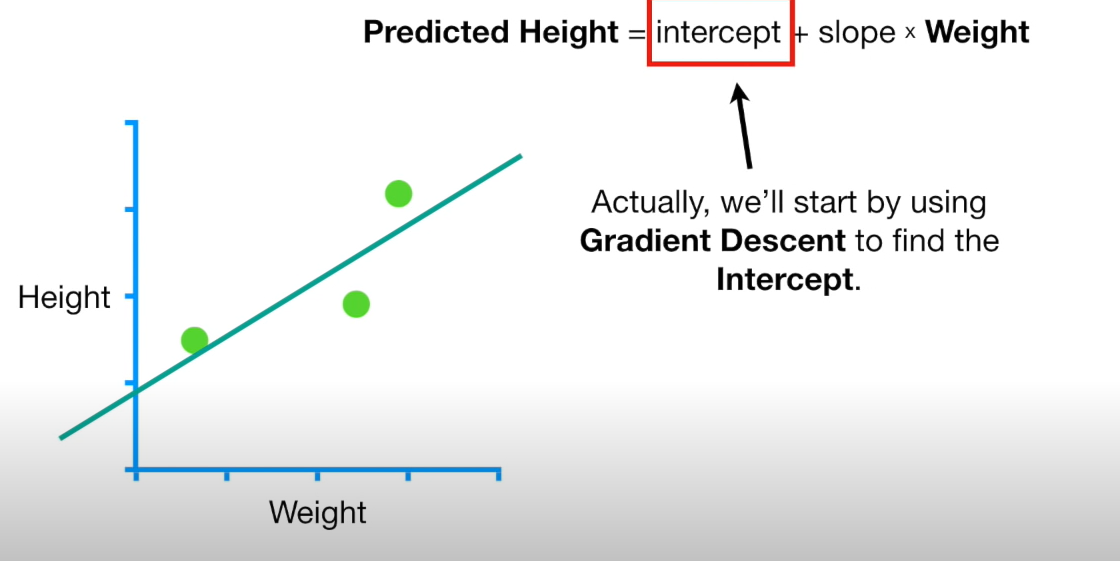 Predicted Height = intercept + slope × Weight
Actually, we'll start by using
Gradient Descent to find the
Intercept.
Height
Weight